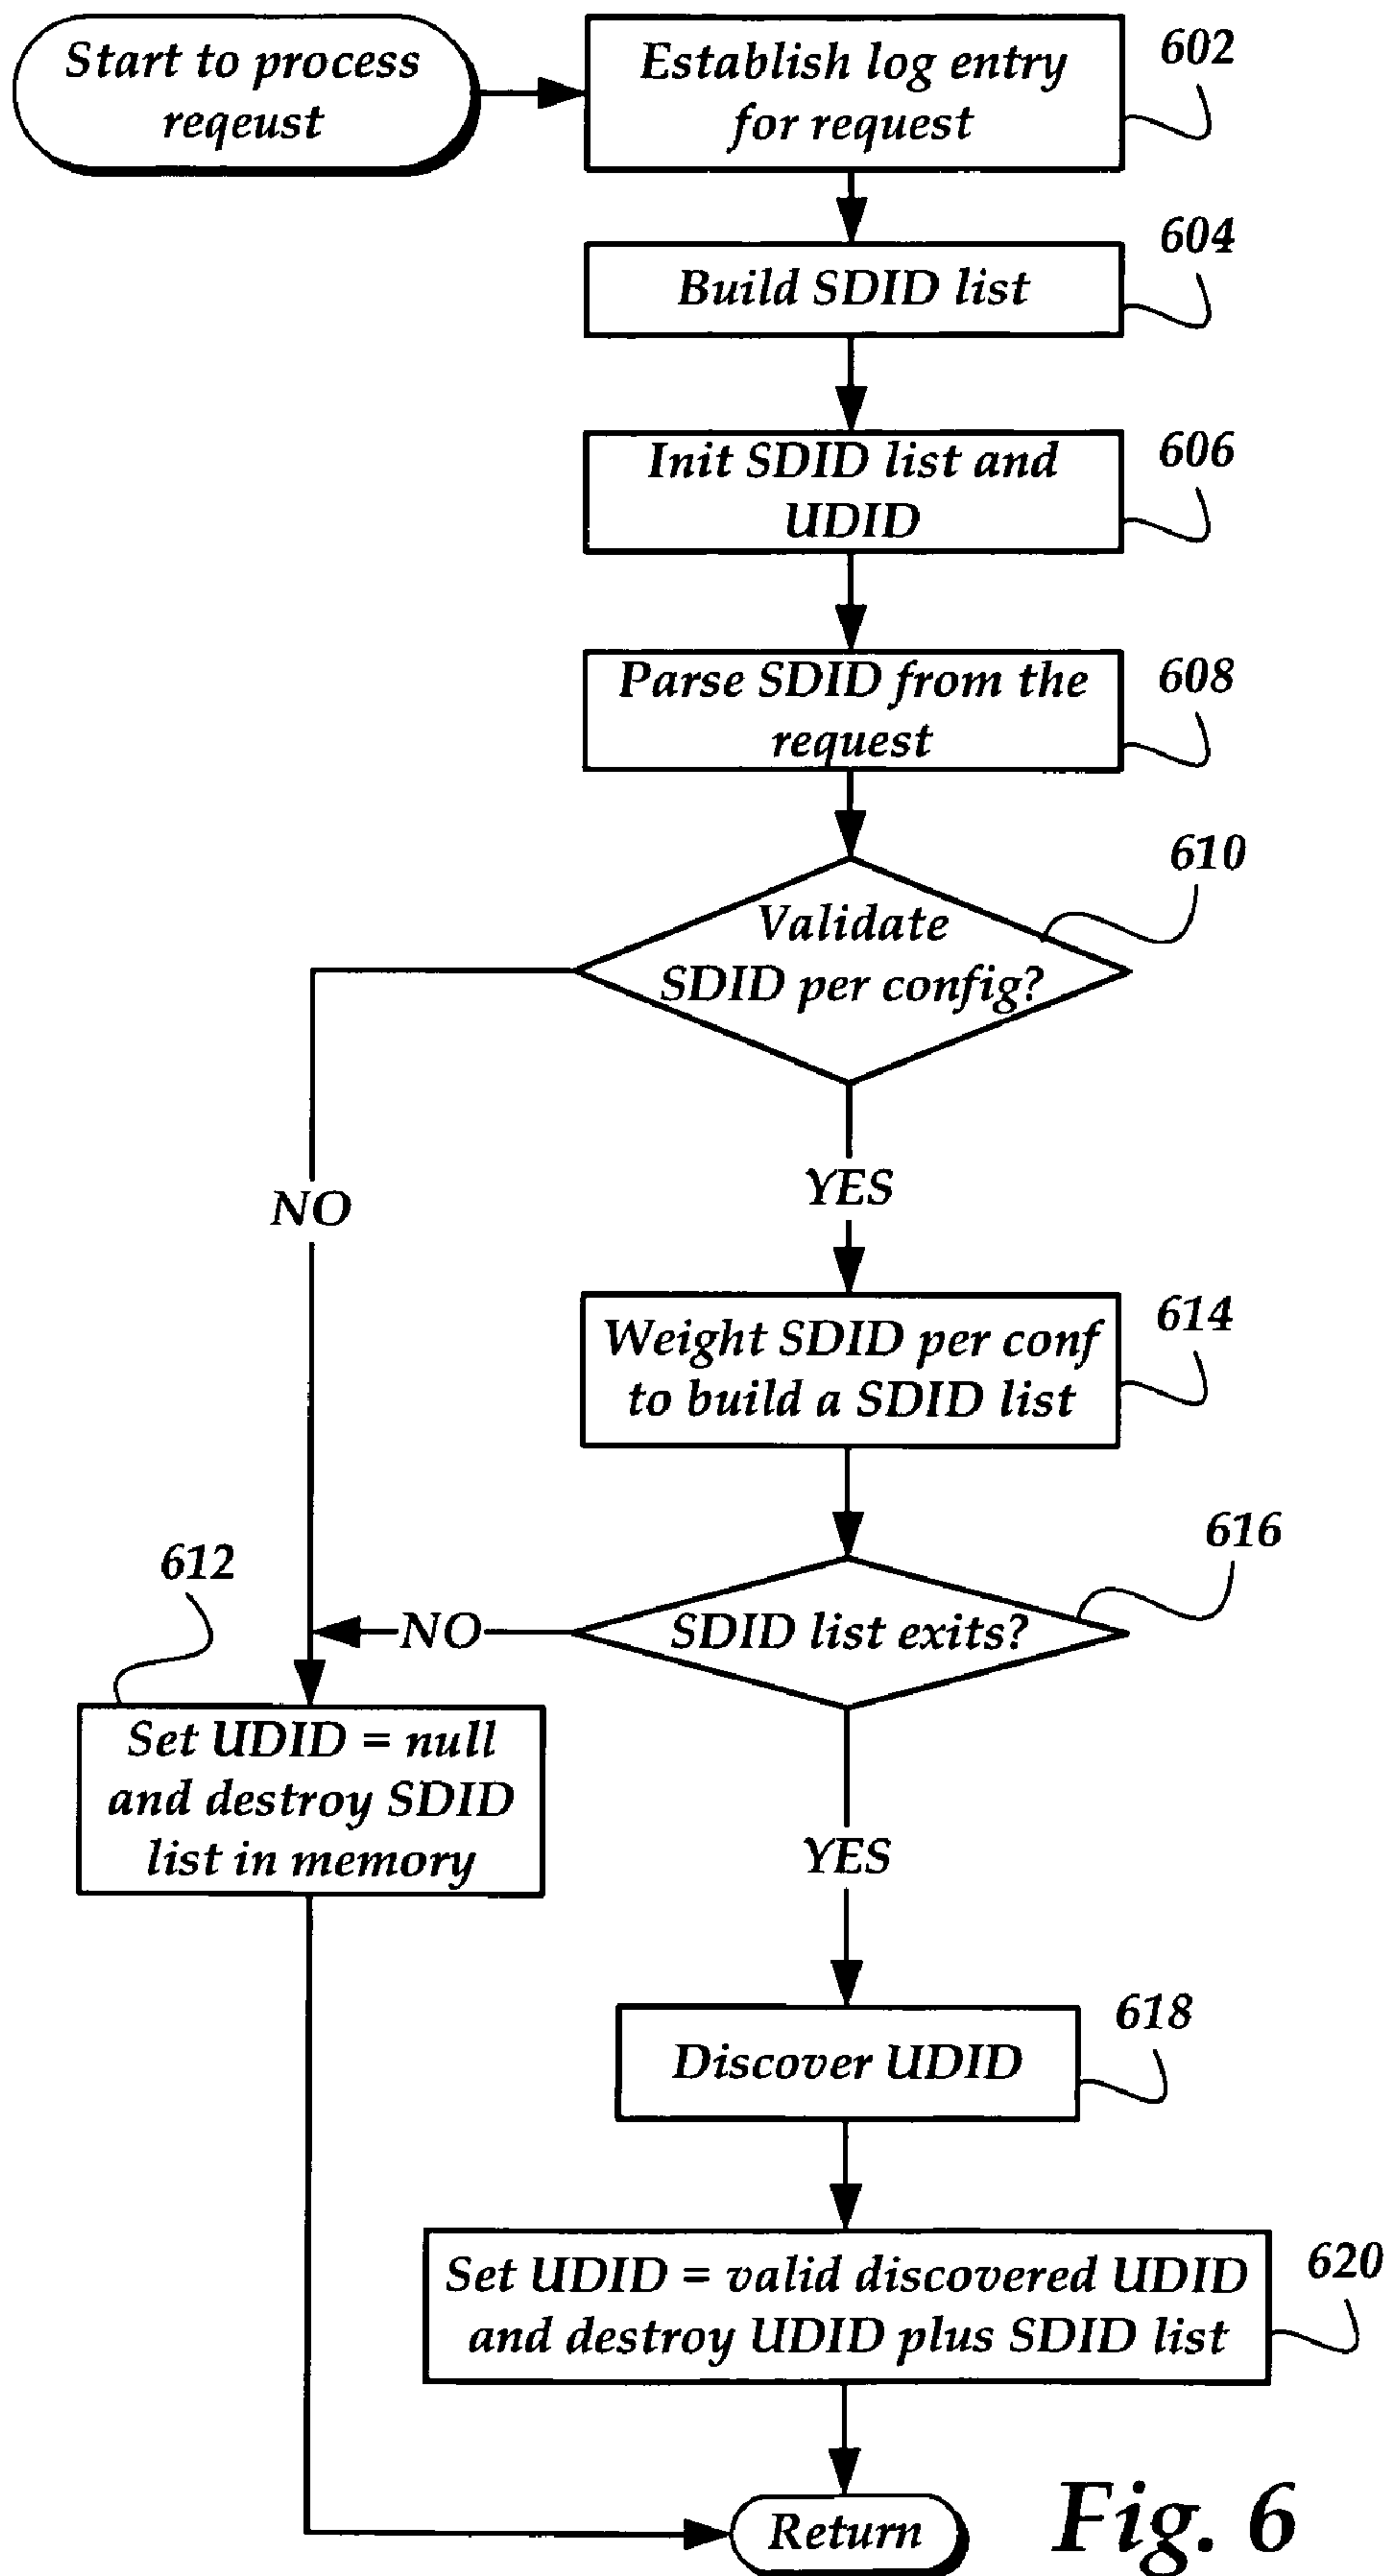 Start to process
reqeust
Establish log entry
for request
602
Build SDID list
604
Init SDID list and
UDID
606
Parse SDID from the
request
608
Validate
SDID per config?
610
NO
YES
Weight SDID per conf
to build a SDID list
614
SDID list exits?
616
NO
612
Set UDID = null
and destroy SDID
list in memory
YES
Discover UDID
618
Set UDID = valid discovered UDID
and destroy UDID plus SDID list
620
Return
Fig. 6